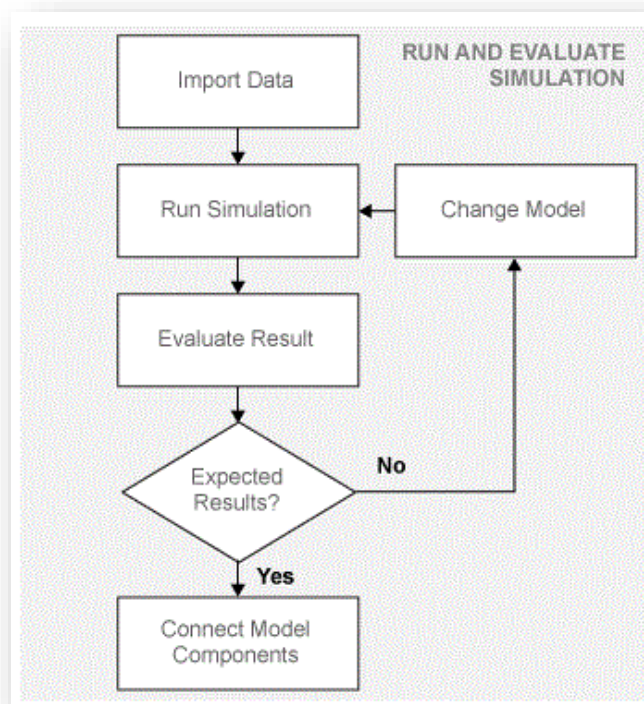 RUN AND EVALUATE
SIMULATION
Import Data
Run Simulation
Change Model
Evaluate Result
Expected
Results?
No
Yes
Connect Model
Components